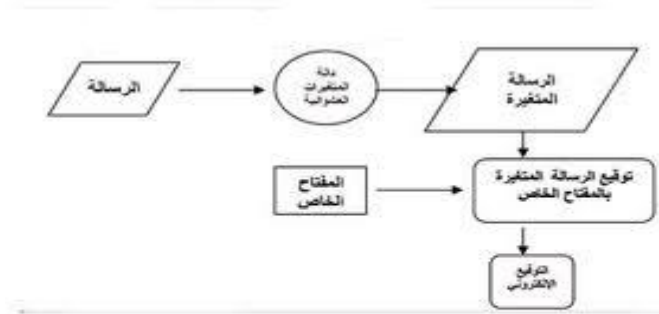 الرسالة
دالة
المتغيرات
العشوائية
الرسالة
المتغيرة
المفتاح
الخاص
توقيع الرسالة المتغيرة
بالمفتاح الخاص
التوقيع
الإلكتروني